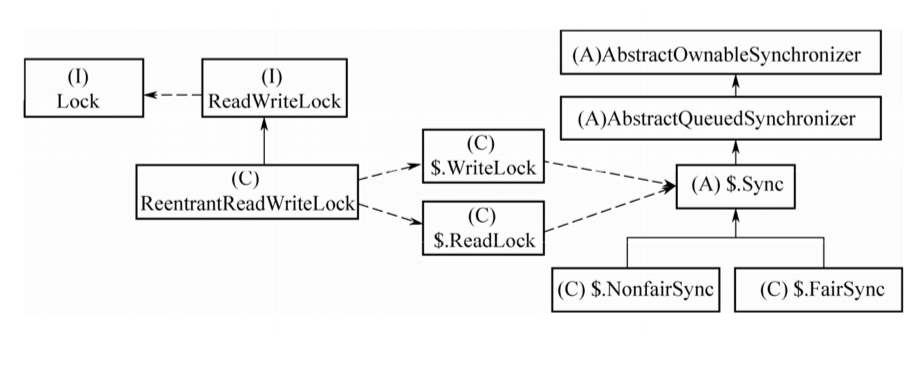 (I)
Lock
(I)
ReadWriteLock
(C)
ReentrantReadWriteLock
(C)
$.WriteLock
(C)
$.ReadLock
(A)AbstractOwnableSynchronizer
(A)AbstractQueuedSynchronizer
(A) $.Sync
(C) $.NonfairSync
(C) $.FairSync